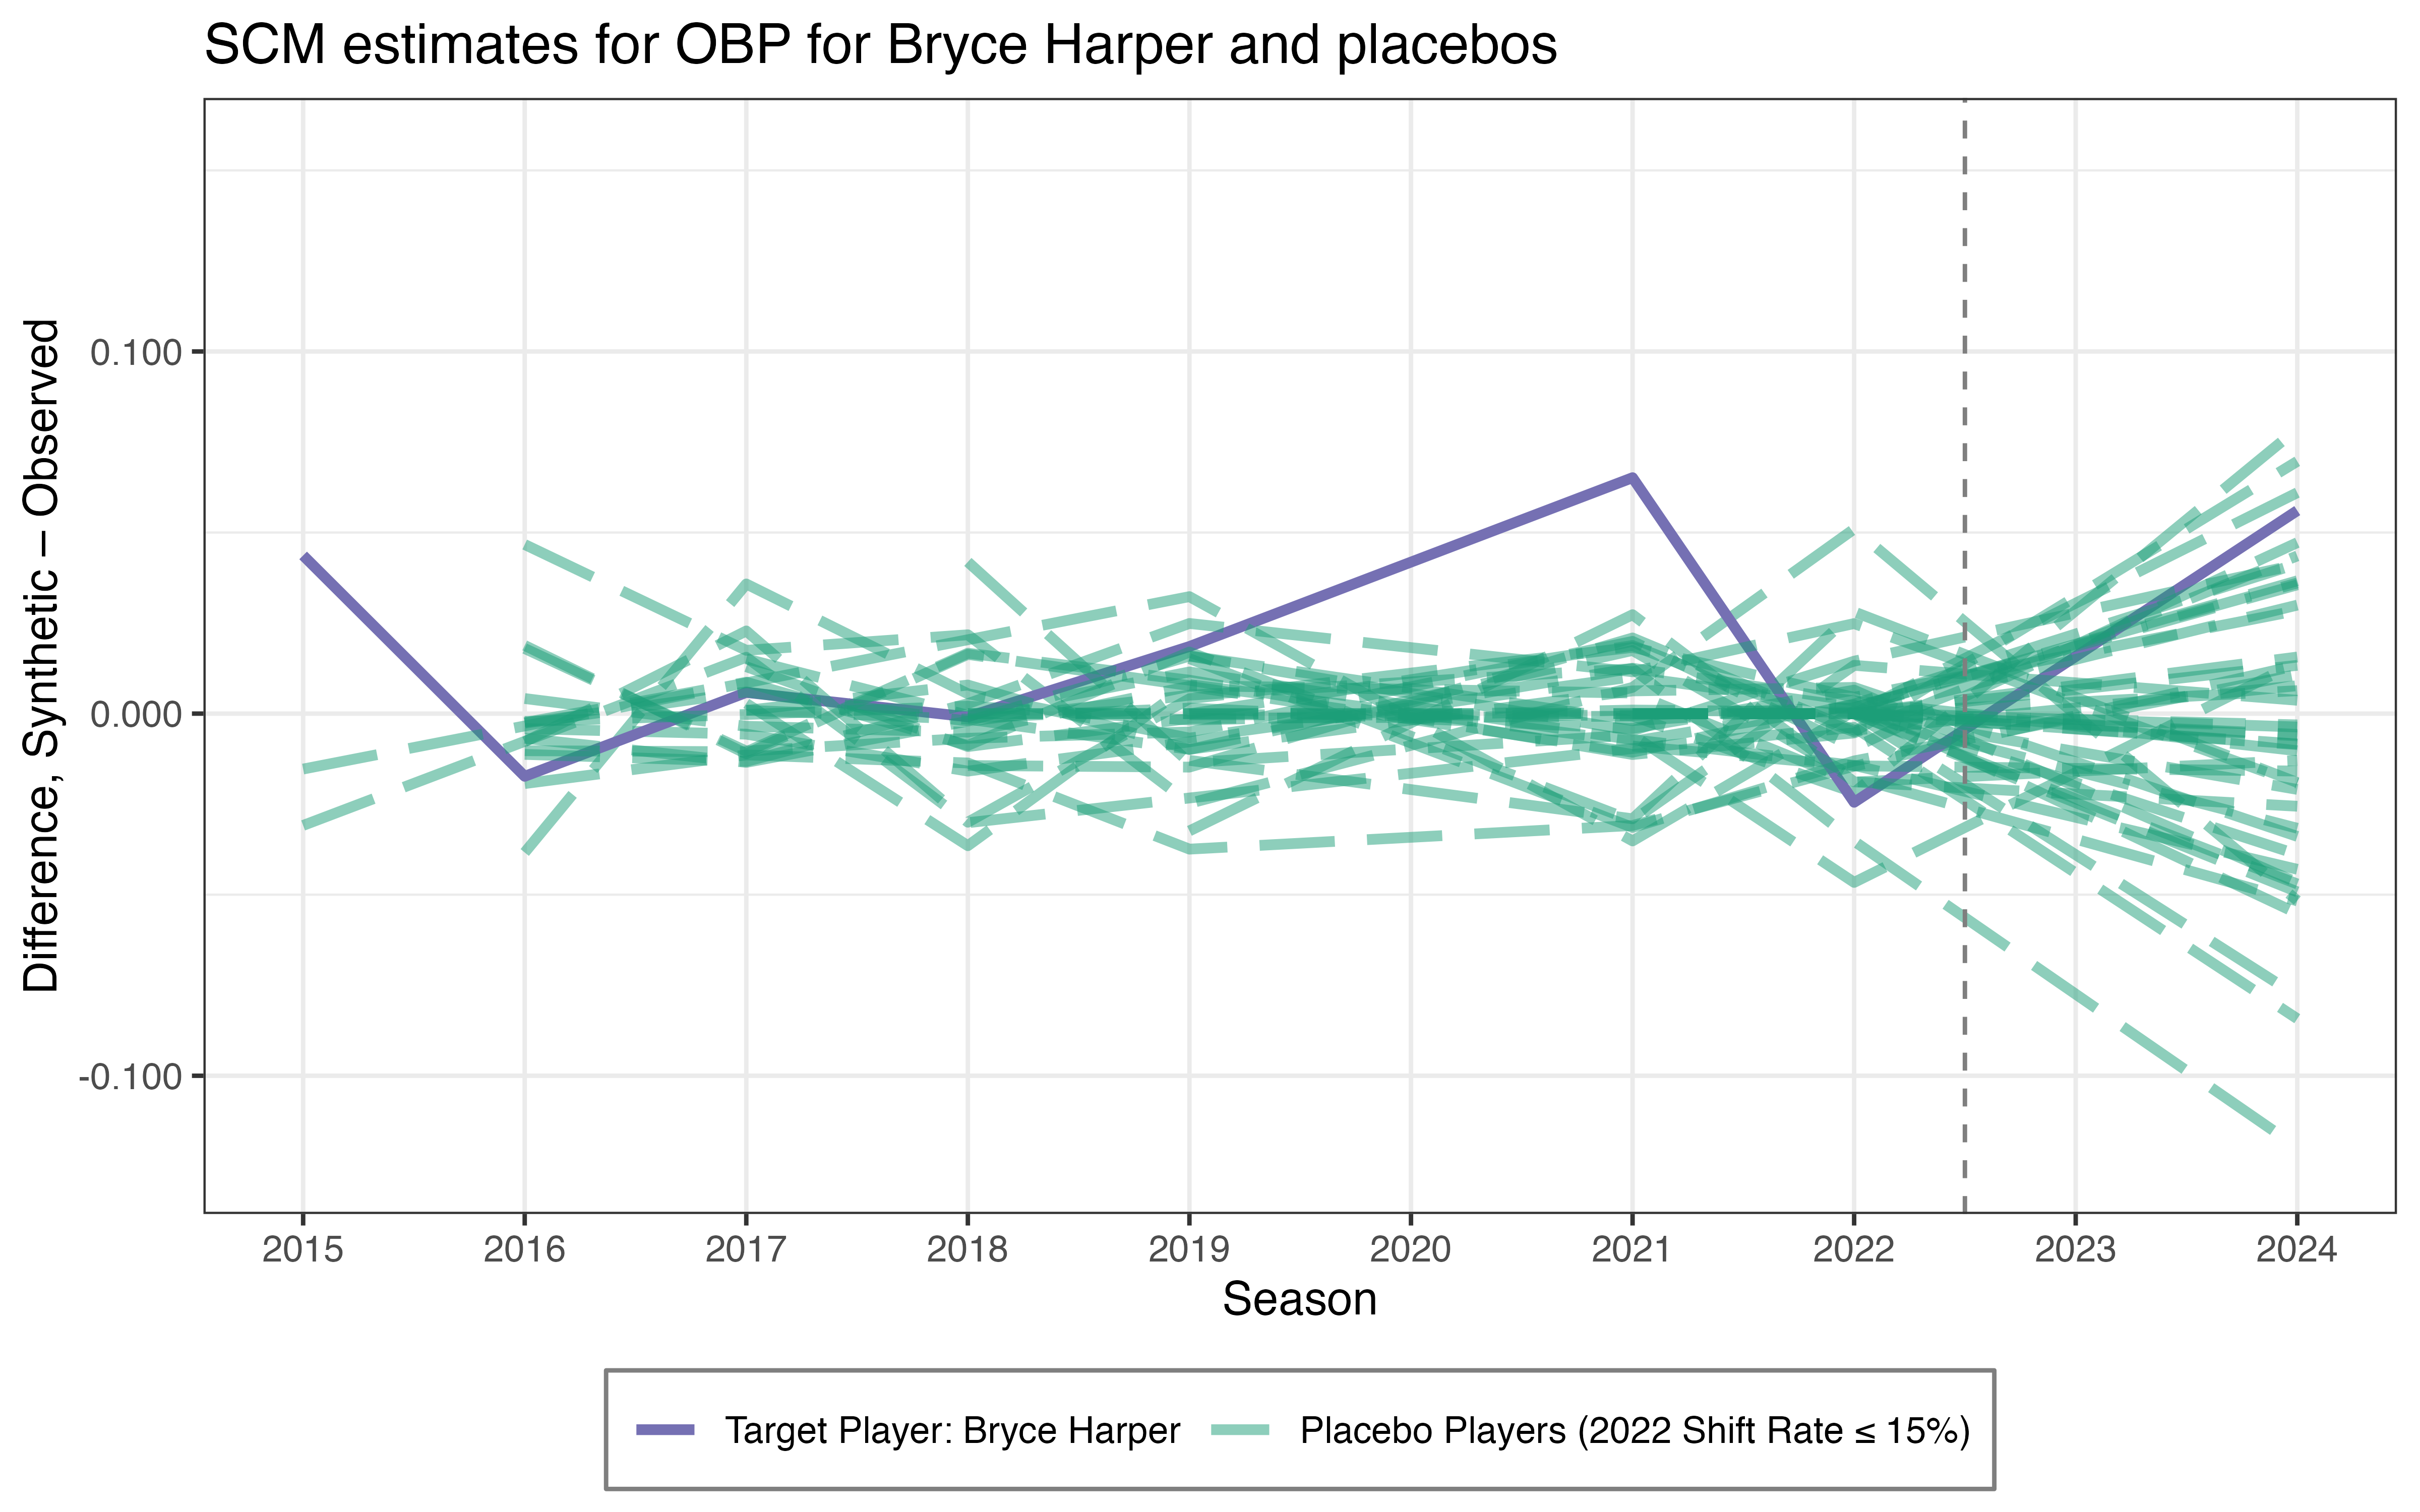 SCM estimates for OBP for Bryce Harper and placebos
Difference, Synthetic − Observed
0.100
0.000
-0.100
2015 2016 2017 2018 2019 2020 2021 2022 2023 2024
Season
Target Player: Bryce Harper Placebo Players (2022 Shift Rate ≤ 15%)